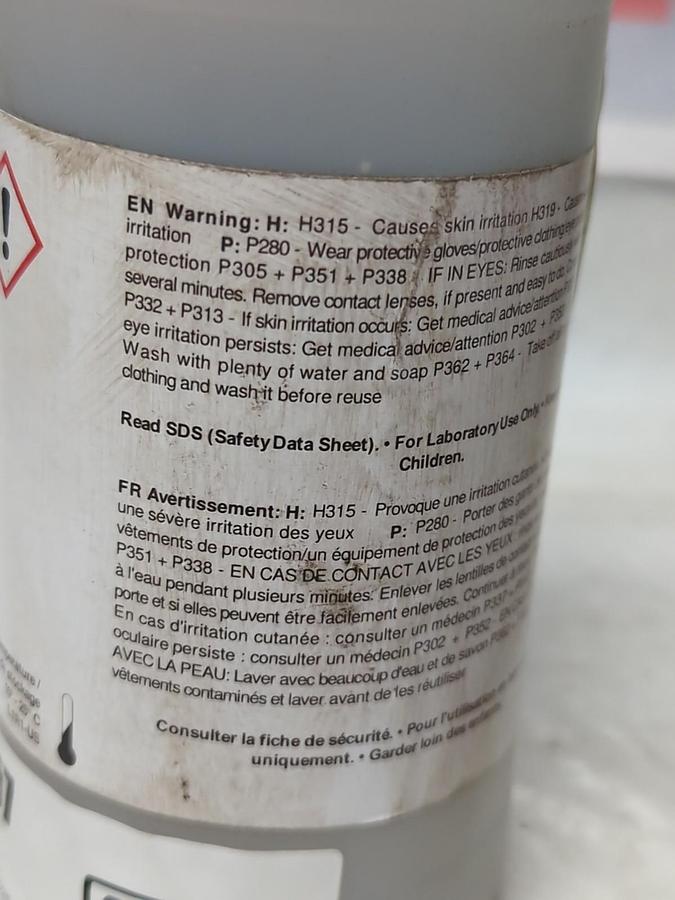 EN Warning: H: H315 - Causes skin irritation H319 -
irritation P: P280 - Wear protective gloves/protective clothing/eye
protection P305 + P351 + P338 - IF IN EYES: Rinse cautiously
several minutes. Remove contact lenses, if present and easy to do.
P332 + P313 - If skin irritation occurs: Get medical advice/attention
eye irritation persists: Get medical advice/attention P302 +
Wash with plenty of water and soap P362 + P364 - Take off
clothing and wash it before reuse
Read SDS (Safety Data Sheet). • For Laboratory Use Only.
Children.
FR Avertissement: H: H315 - Provoque une irritation
une sévère irritation des yeux P: P280 - Porter des
vêtements de protection/un équipement de protection des
P351 + P338 - EN CAS DE CONTACT AVEC LES YEUX:
à l'eau pendant plusieurs minutes. Enlever les lentilles de
porte et si elles peuvent être facilement enlevées. Continuer à
En cas d'irritation cutanée : consulter un médecin P337 +
oculaire persiste : consulter un médecin P302 + P352 -
AVEC LA PEAU: Laver avec beaucoup d'eau et de savon
vêtements contaminés et laver avant de les réutiliser
Consulter la fiche de sécurité. • Pour l'utilisation
uniquement. • Garder loin des enfants.